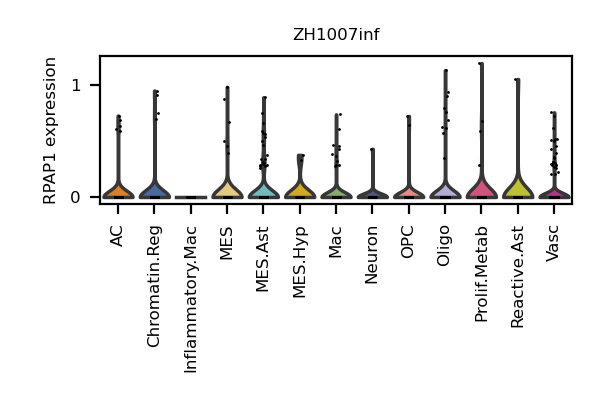 ZH1007inf
RPAP1 expression
1
0
AC
Chromatin.Reg
Inflammatory.Mac
MES
MES.Ast
MES.Hyp
Mac
Neuron
OPC
Oligo
Prolif.Metab
Reactive.Ast
Vasc